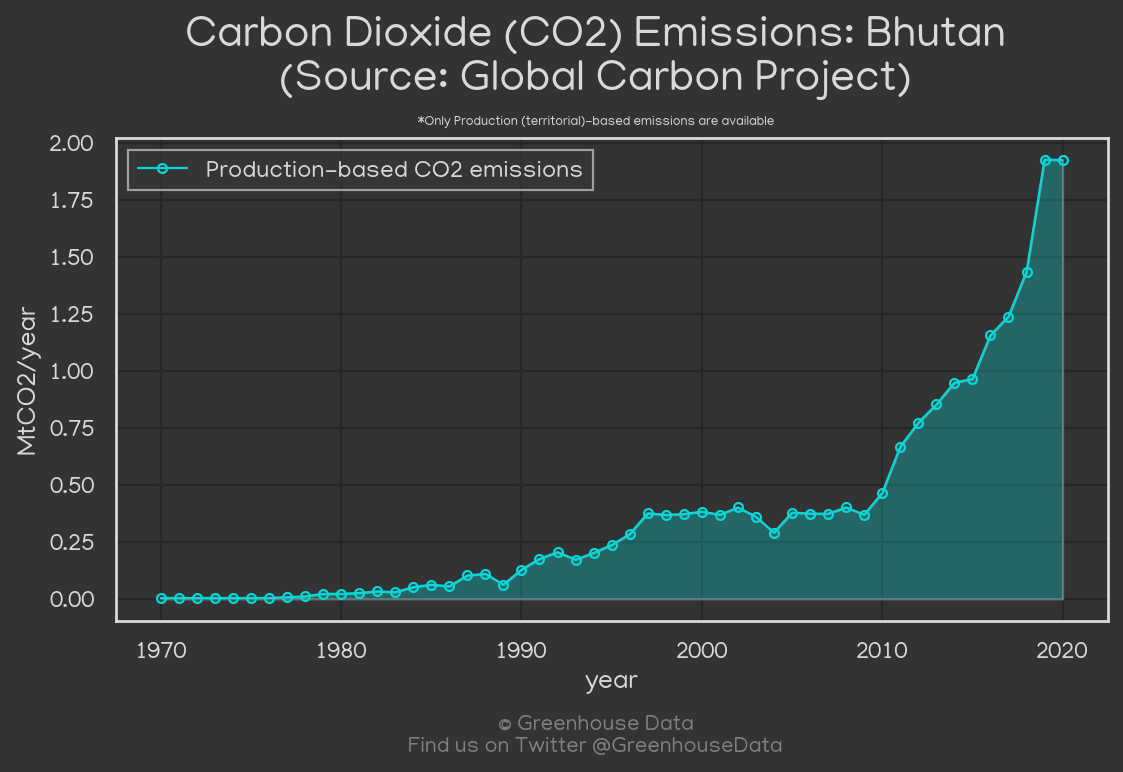 Carbon Dioxide (CO2) Emissions: Bhutan
(Source: Global Carbon Project)
*Only Production (territorial)-based emissions are available
Production-based CO2 emissions
2.00
1.75
1.50
1.25
1.00
0.75
0.50
0.25
0.00
MtCO2/year
1970 1980 1990 2000 2010 2020
year
© Greenhouse Data
Find us on Twitter @GreenhouseData